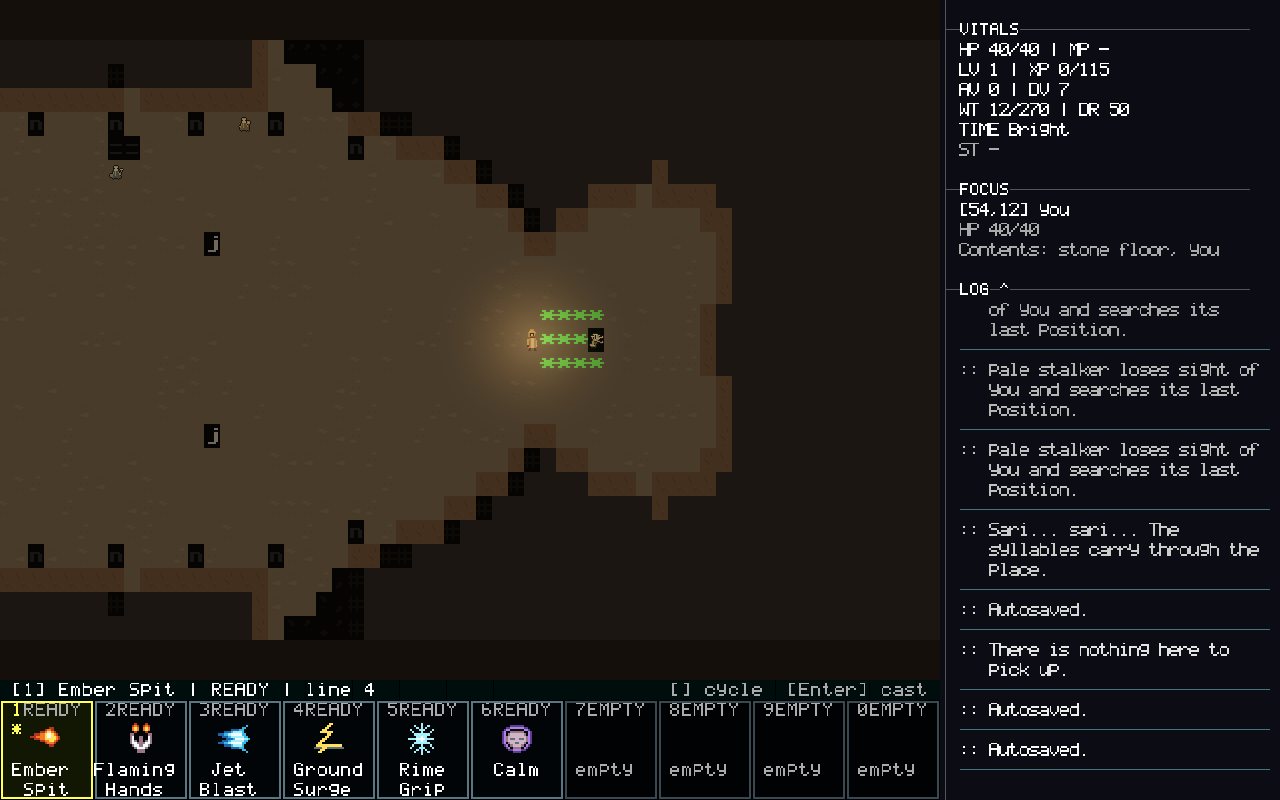 VITALS
HP 40/40 | MP -
LV 1 | XP 0/115
AV 0 | DV 7
WT 12/270 | DR 50
TIME Bright
ST -
FOCUS
[54,12] You
HP 40/40
Contents: stone floor, You
LOG ^
of You and searches its
last Position.
:: Pale stalker loses sight of
You and searches its last
Position.
:: Pale stalker loses sight of
You and searches its last
Position.
:: Sari... sari... The
syllables carry through the
Place.
:: Autosaved.
:: There is nothing here to
Pick up.
:: Autosaved.
:: Autosaved.
n n n n
n
==
j
j
n
n n n n
[1] Ember Spit | READY | line 4 [] cycle [Enter] cast
1READY 2READY 3READY 4READY 5READY 6READY 7EMPTY 8EMPTY 9EMPTY 0EMPTY
*
Ember Flaming Jet Ground Rime Calm empty empty empty empty
Spit Hands Blast Surge Grip